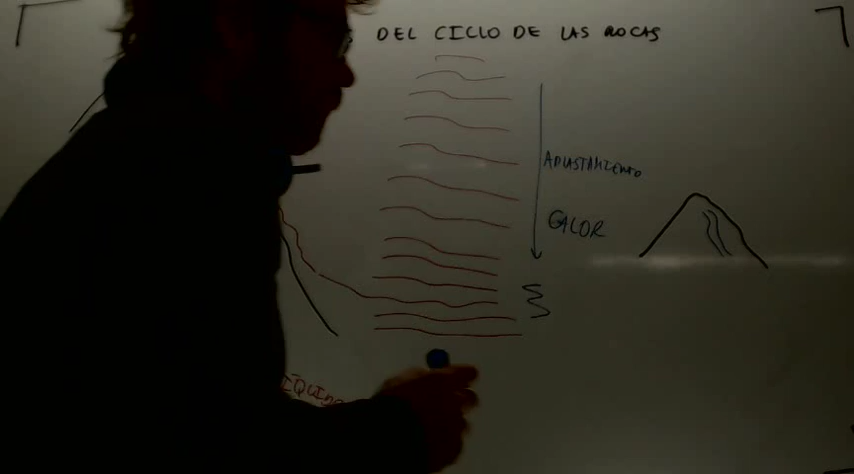 DEL CICLO DE LAS ROCAS
APLASTAMIENTO
CALOR